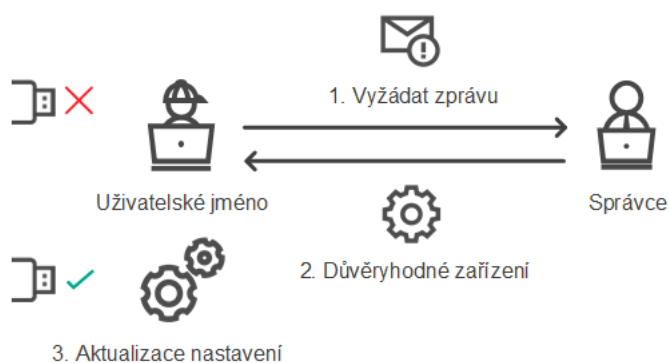 1. Vyžádat zprávu
Uživatelské jméno
Správce
2. Důvěryhodné zařízení
3. Aktualizace nastavení